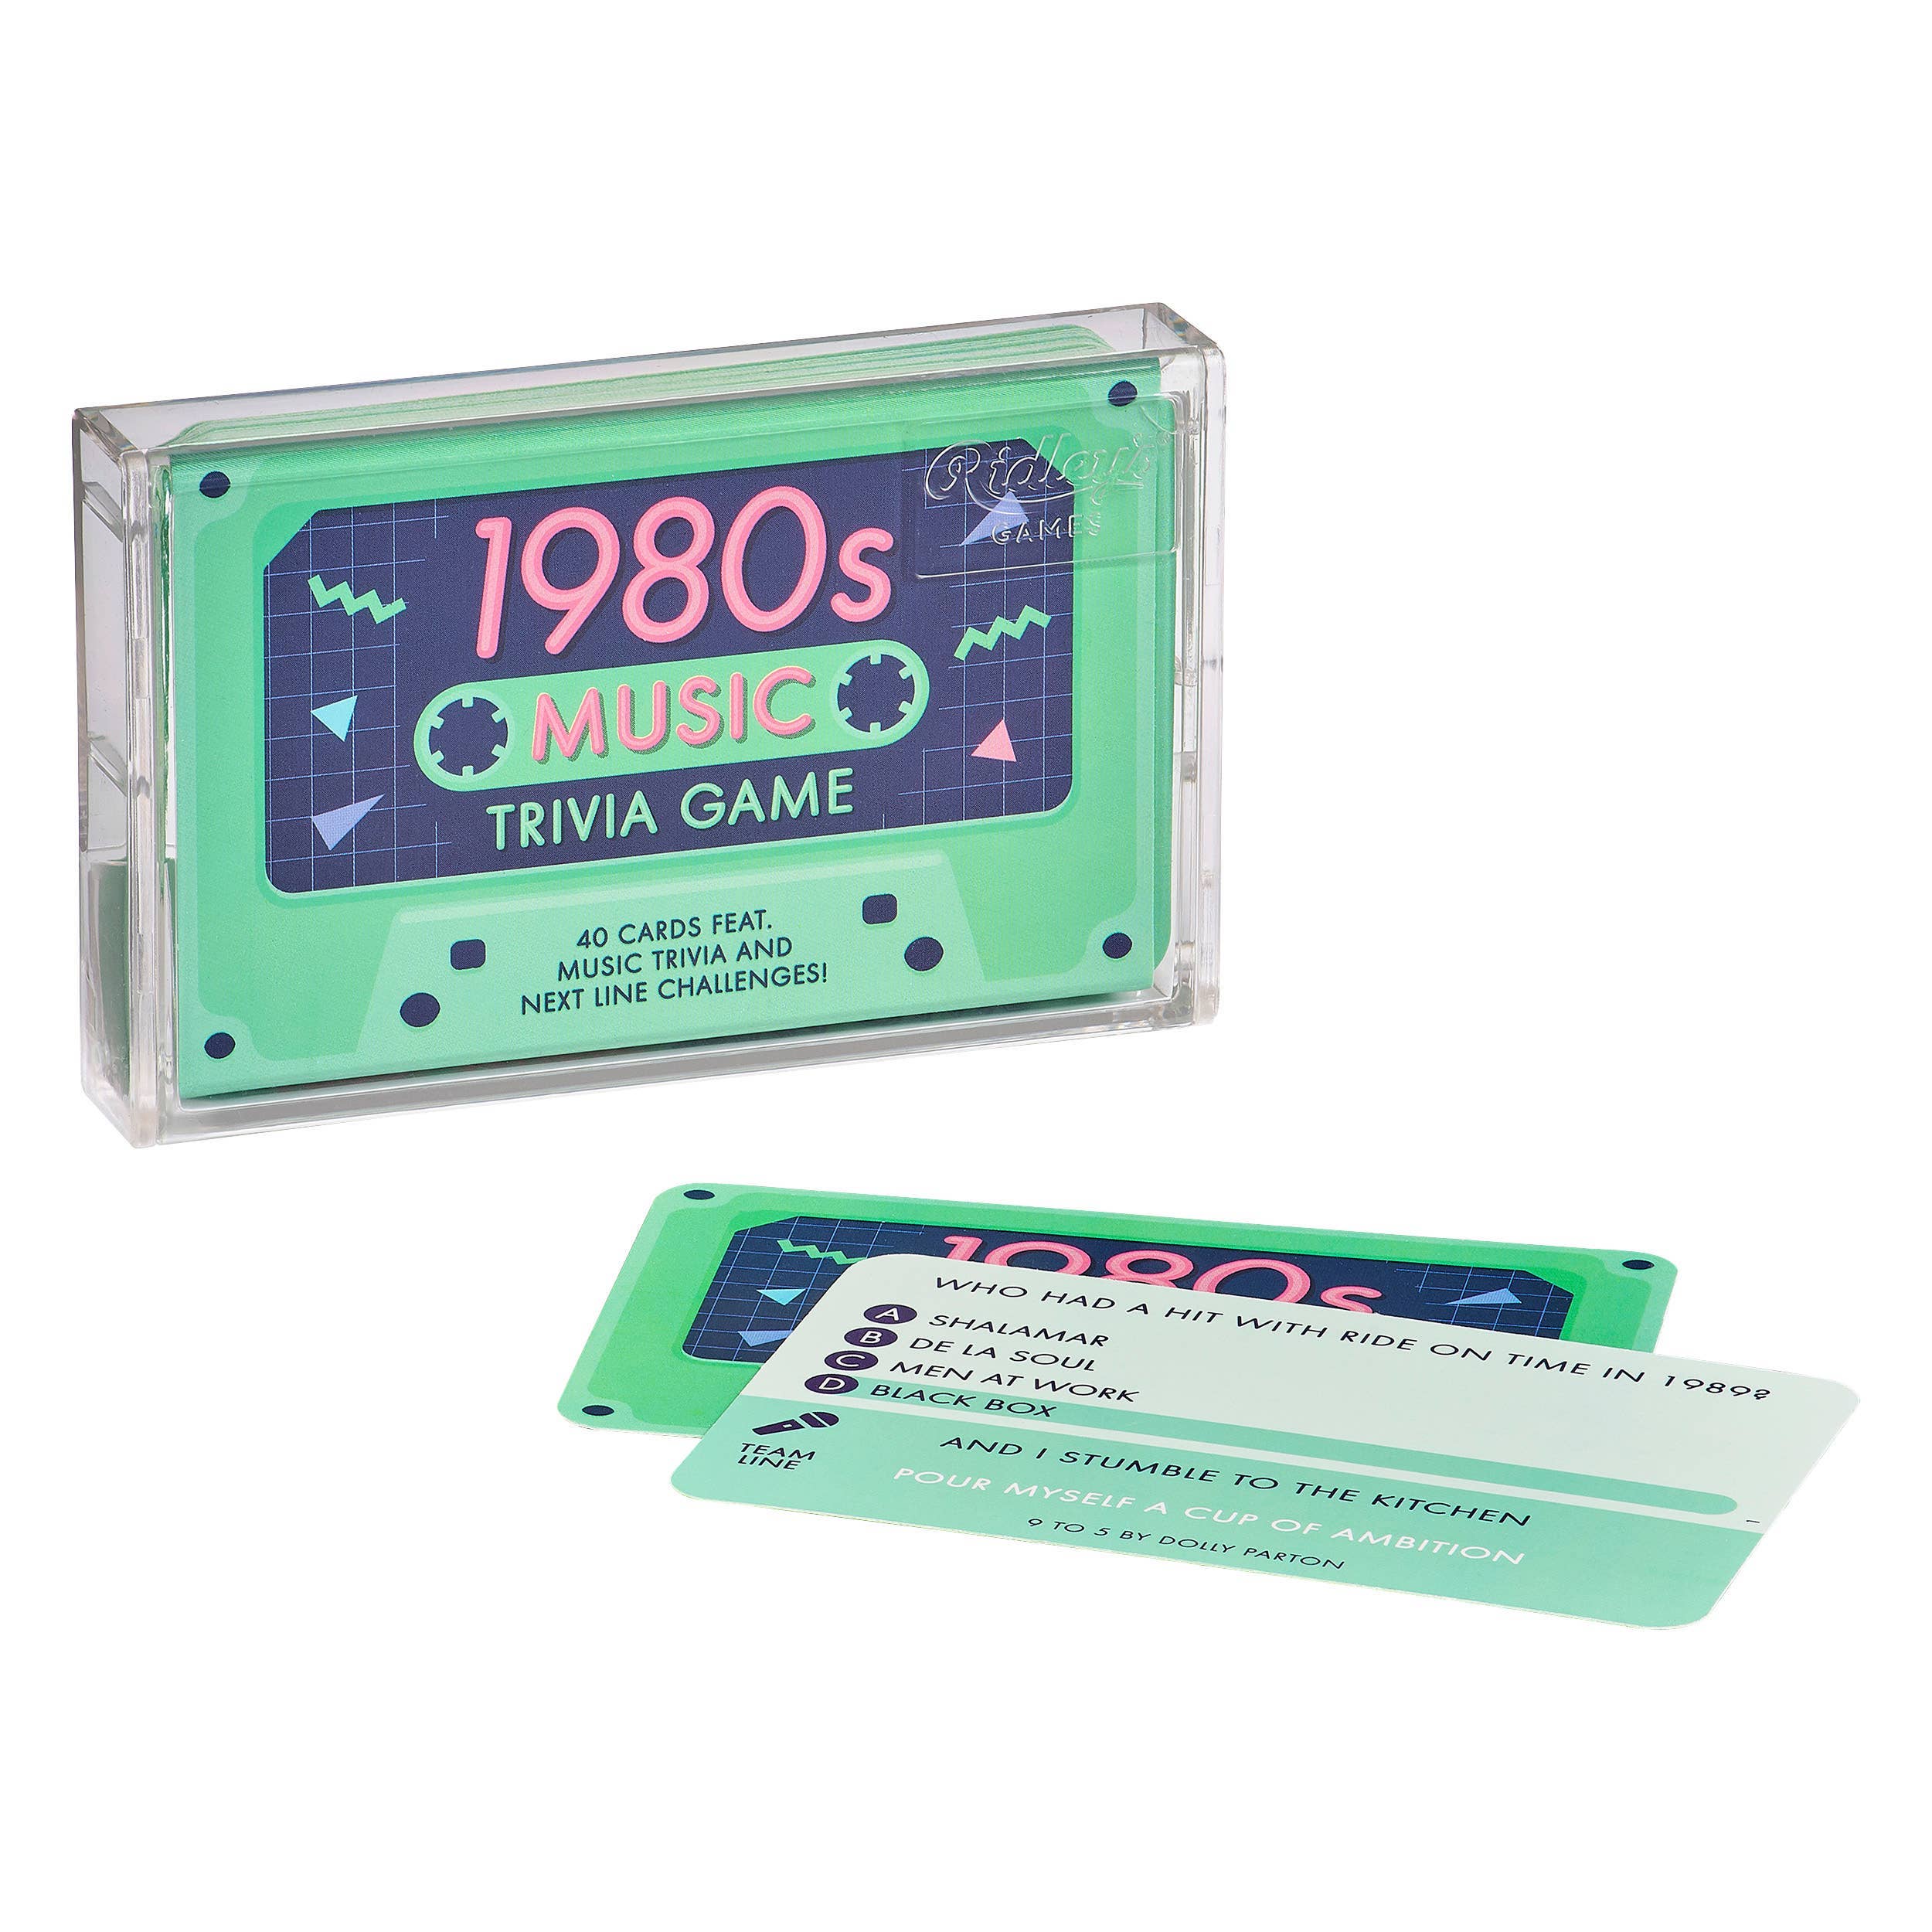 Ridley's
GAMES
1980s
MUSIC
TRIVIA GAME
40 CARDS FEAT.
MUSIC TRIVIA AND
NEXT LINE CHALLENGES!
1980s
WHO HAD A HIT WITH RIDE ON TIME IN 1989?
A SHALAMAR
B DE LA SOUL
C MEN AT WORK
D BLACK BOX
TEAM
LINE
AND I STUMBLE TO THE KITCHEN
POUR MYSELF A CUP OF AMBITION
9 TO 5 BY DOLLY PARTON